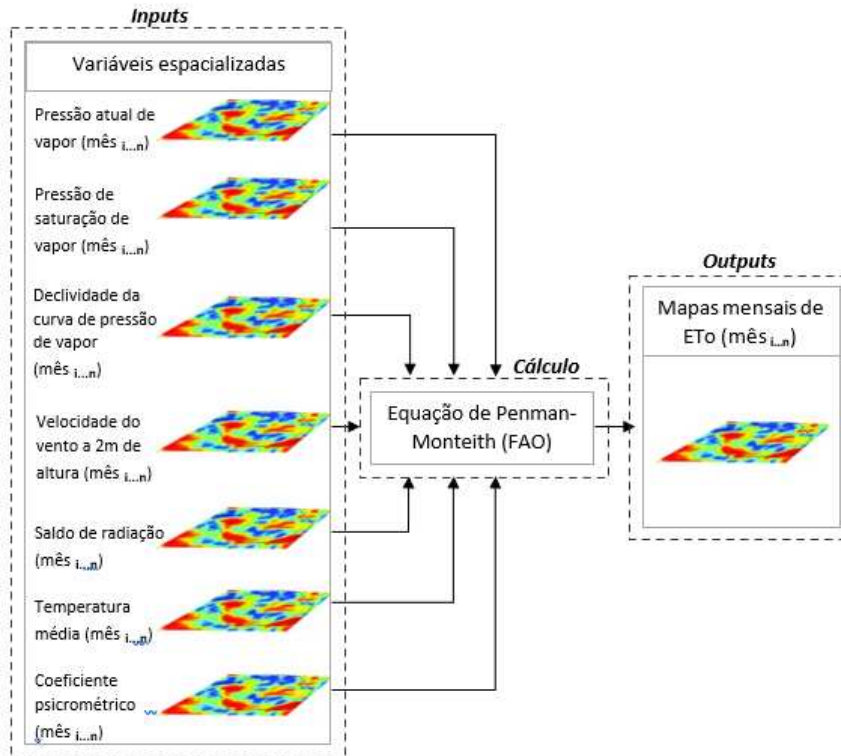 Inputs
Variáveis espacializadas
Pressão atual de
vapor (mês i...n)
Pressão de
saturação de
vapor (mês i...n)
Declividade da
curva de pressão
de vapor
(mês i...n)
Velocidade do
vento a 2m de
altura (mês i...n)
Saldo de radiação
(mês i...n)
Temperatura
média (mês i...n)
Coeficiente
psicrométrico
(mês i...n)
Cálculo
Equação de Penman-
Monteith (FAO)
Outputs
Mapas mensais de
ETo (mês i...n)